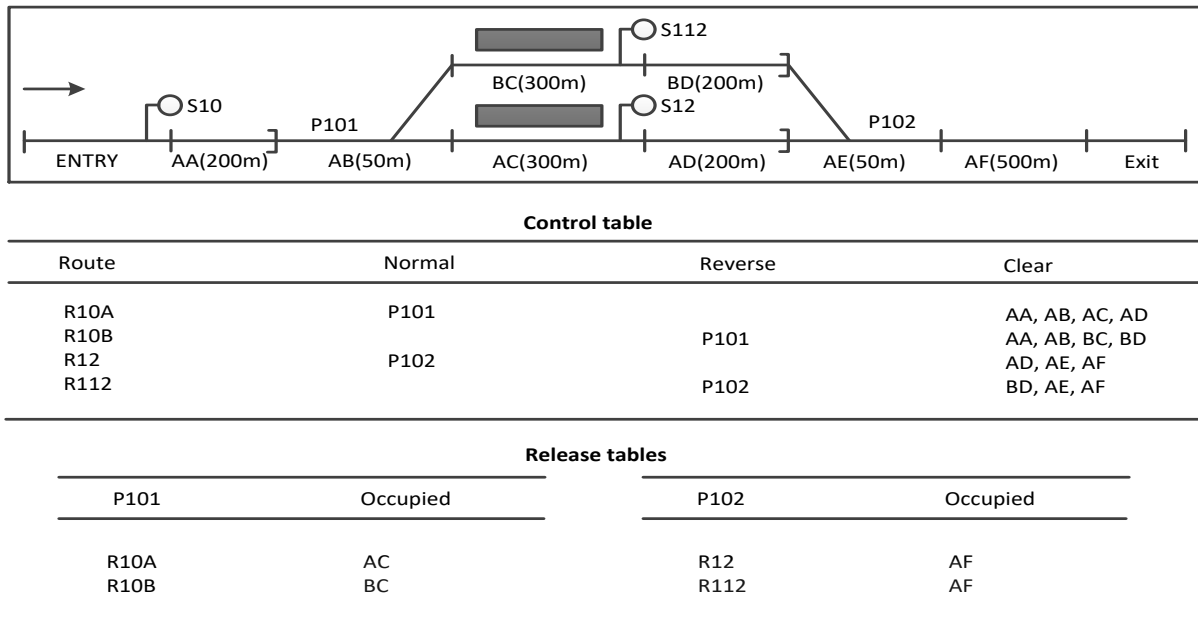 S112
BC(300m) BD(200m)
S10 S12
P101 P102
ENTRY AA(200m) AB(50m) AC(300m) AD(200m) AE(50m) AF(500m) Exit
Control table
Route Normal Reverse Clear
R10A P101 AA, AB, AC, AD
R10B P101 AA, AB, BC, BD
R12 P102 AD, AE, AF
R112 P102 BD, AE, AF
Release tables
P101 Occupied P102 Occupied
R10A AC R12 AF
R10B BC R112 AF